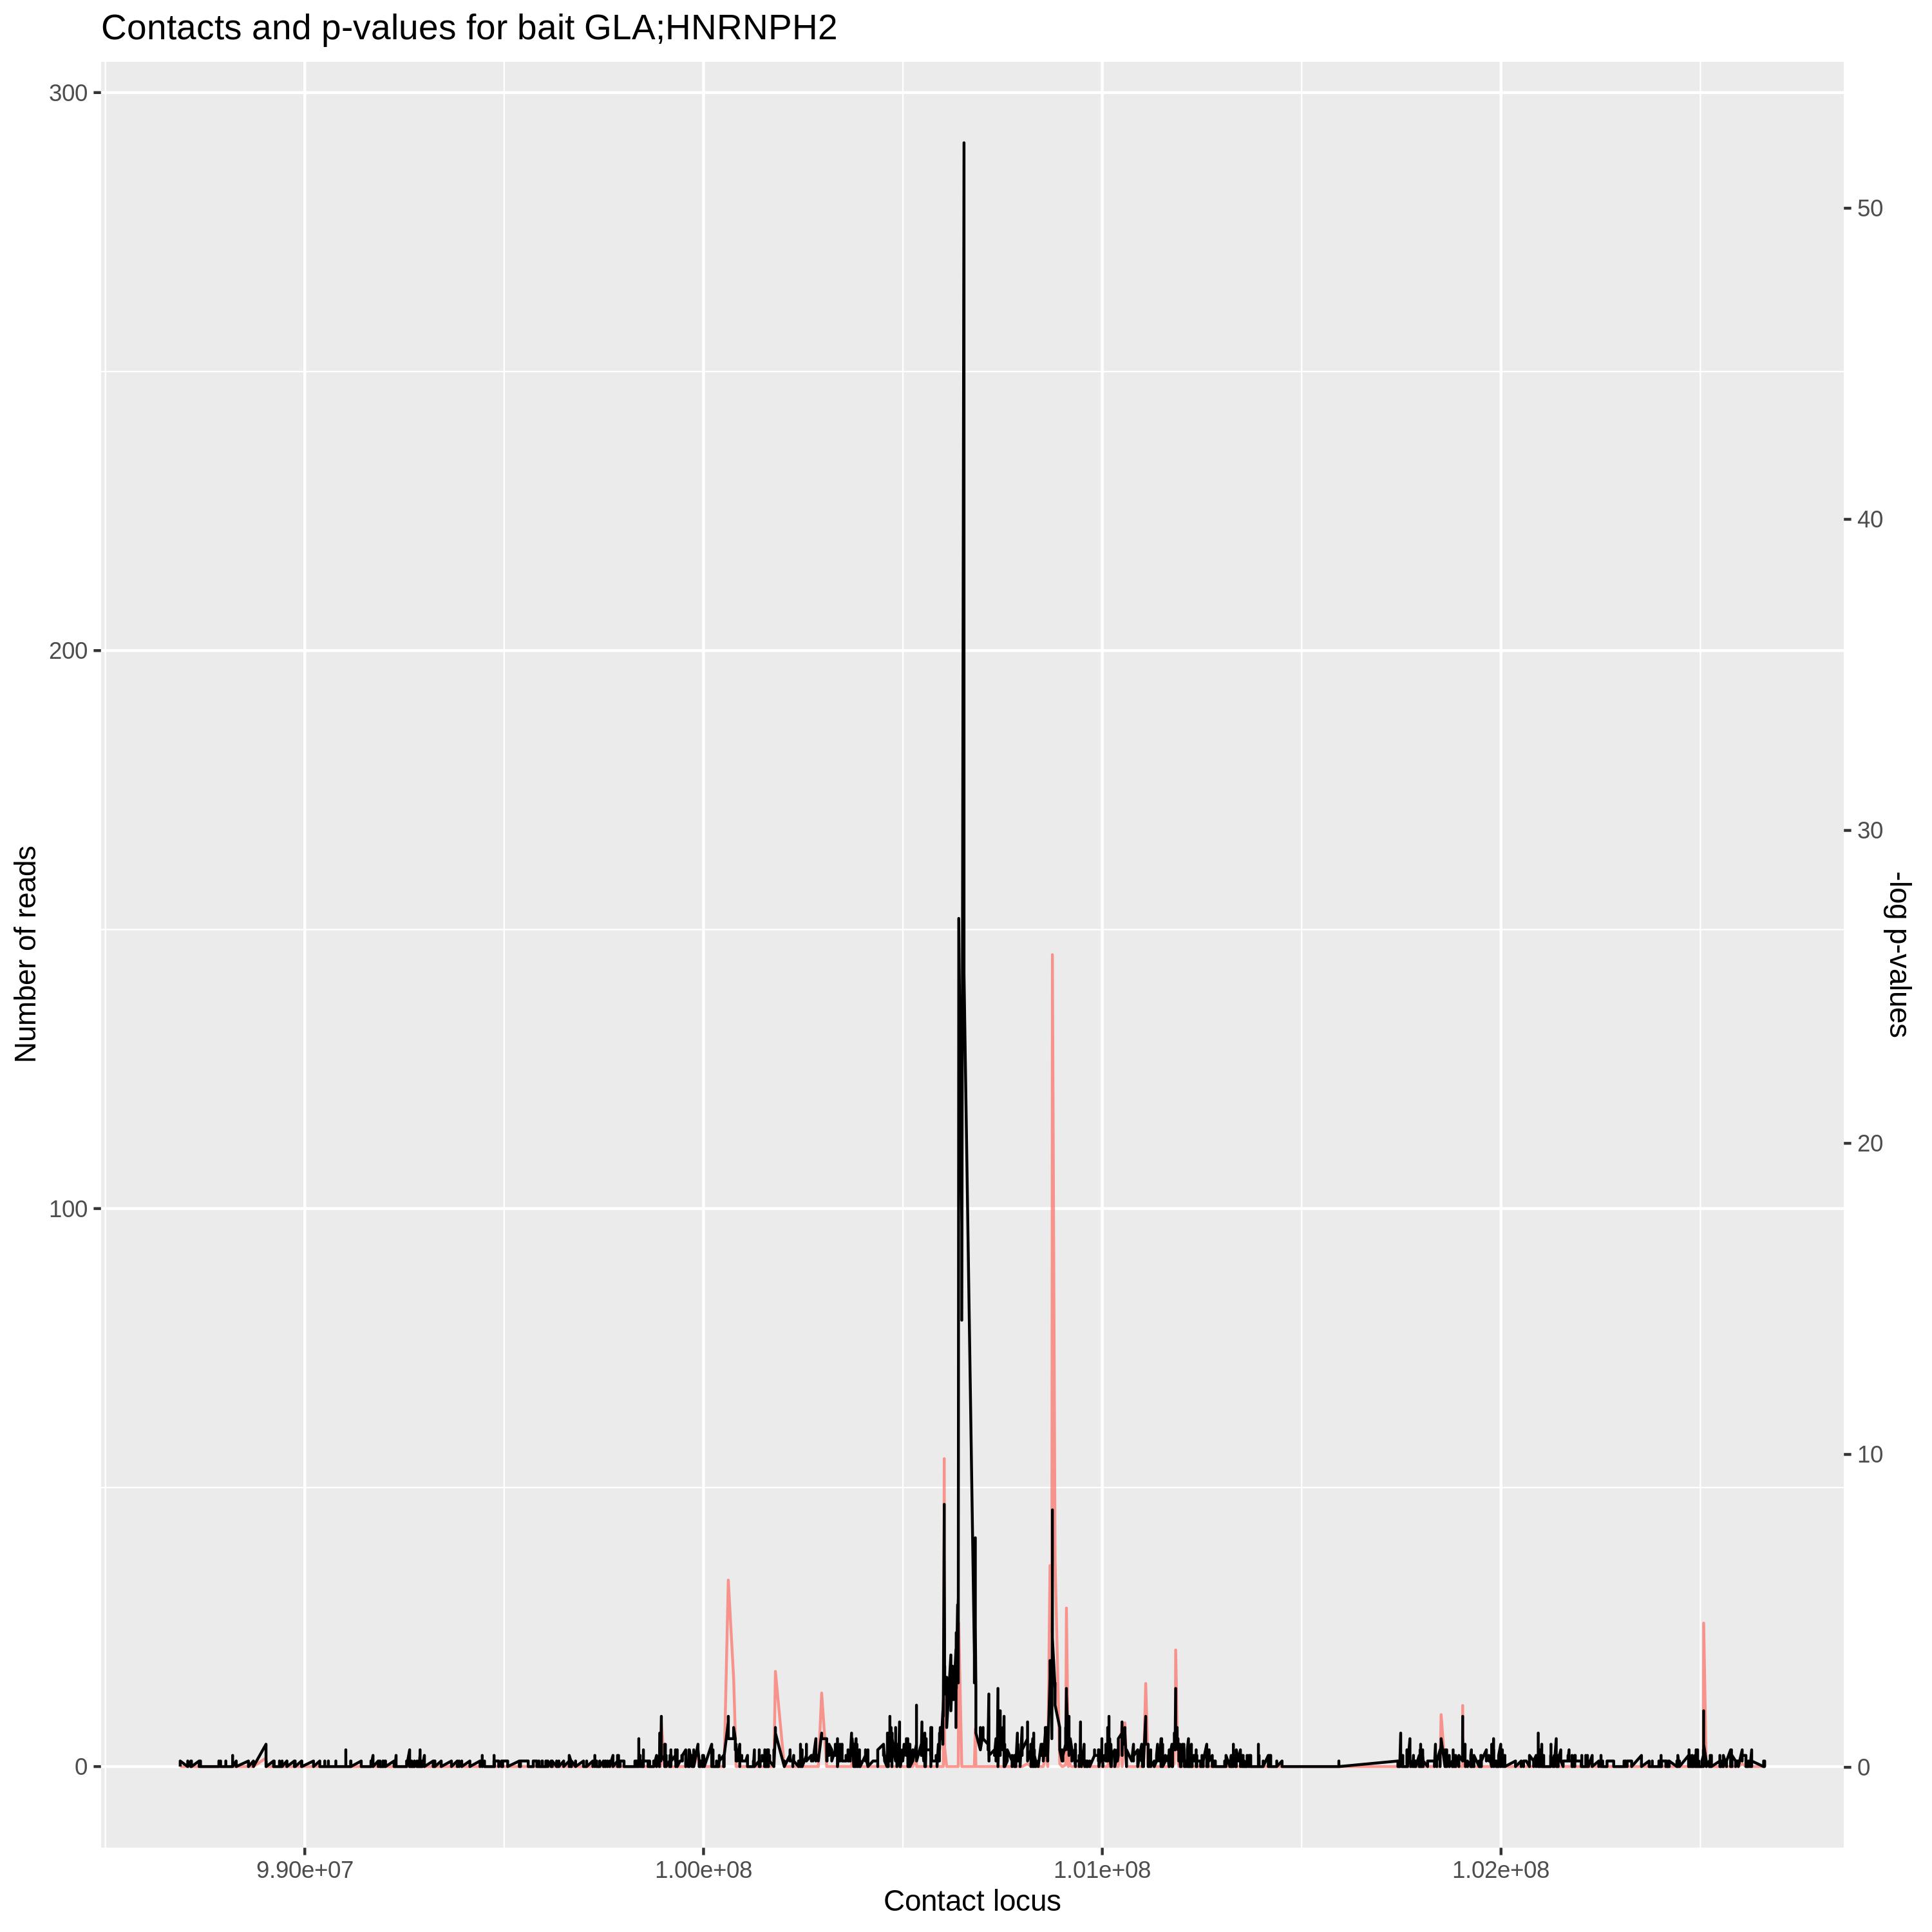 Contacts and p-values for bait GLA;HNRNPH2
300
200
100
0
Number of reads
50
40
30
20
10
0
-log p-values
9.90e+07
1.00e+08
1.01e+08
1.02e+08
Contact locus